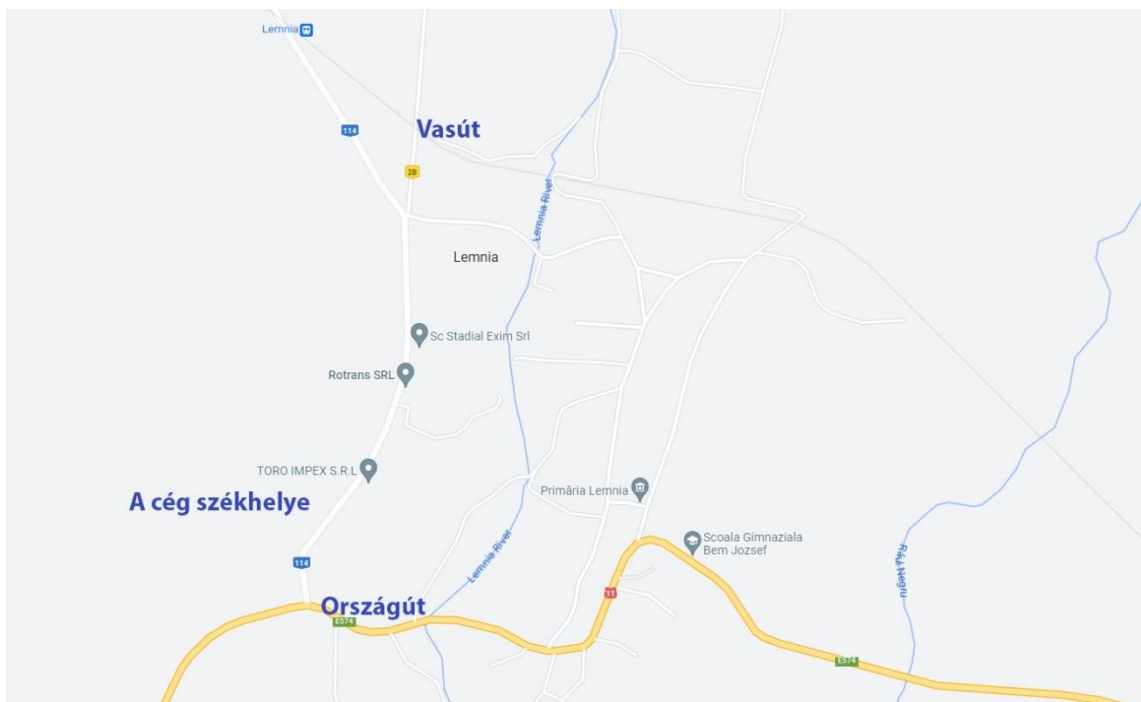 Lemnia
Vasút
114
28
Lemnia River
Lemnia
Sc Stadial Exim Srl
Rotrans SRL
TORO IMPEX S.R.L
A cég székhelye
Primăria Lemnia
Scoala Gimnaziala
Bem Jozsef
Lemnia River
Râu Negru
114
11
Országút
E574
E574